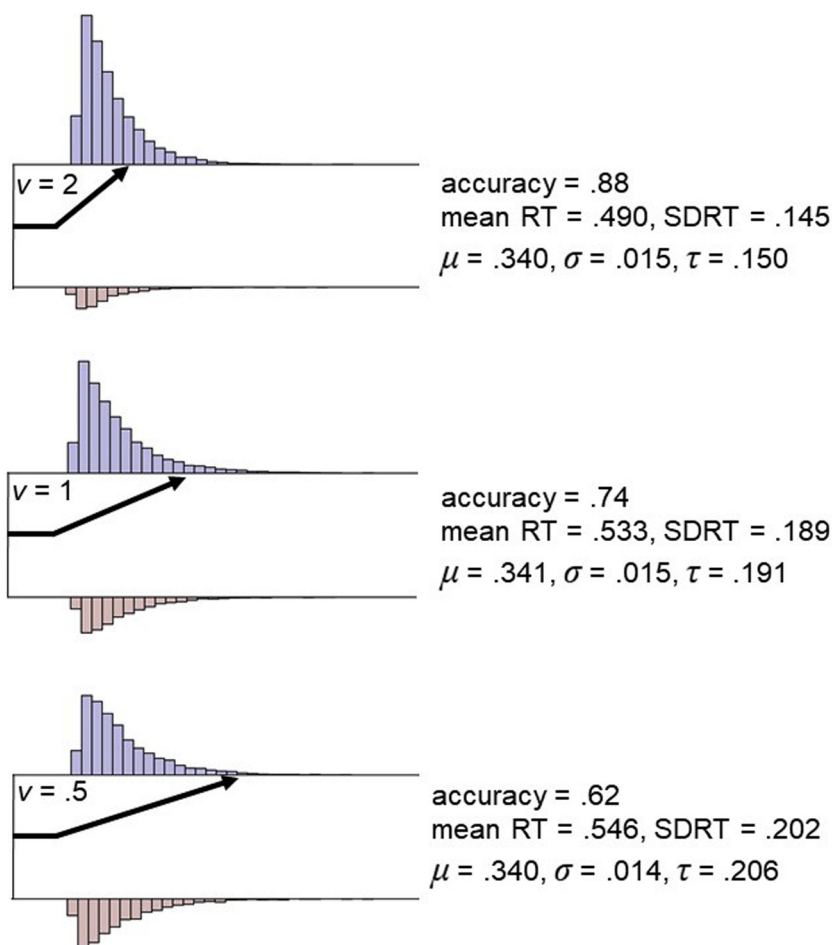 v = 2
accuracy = .88
mean RT = .490, SDRT = .145
μ = .340, σ = .015, τ = .150
v = 1
accuracy = .74
mean RT = .533, SDRT = .189
μ = .341, σ = .015, τ = .191
v = .5
accuracy = .62
mean RT = .546, SDRT = .202
μ = .340, σ = .014, τ = .206